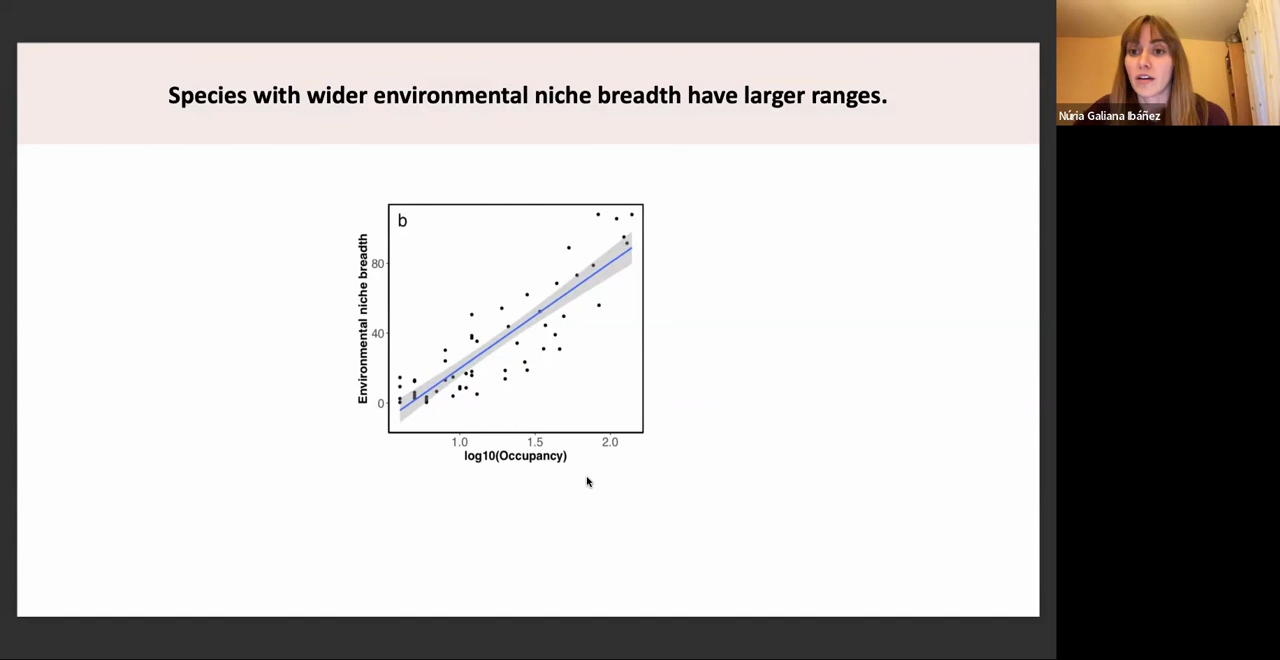 Species with wider environmental niche breadth have larger ranges.
Núria Galiana Ibáñez
b
Environmental niche breadth
80
40
0
1.0 1.5 2.0
log10(Occupancy)